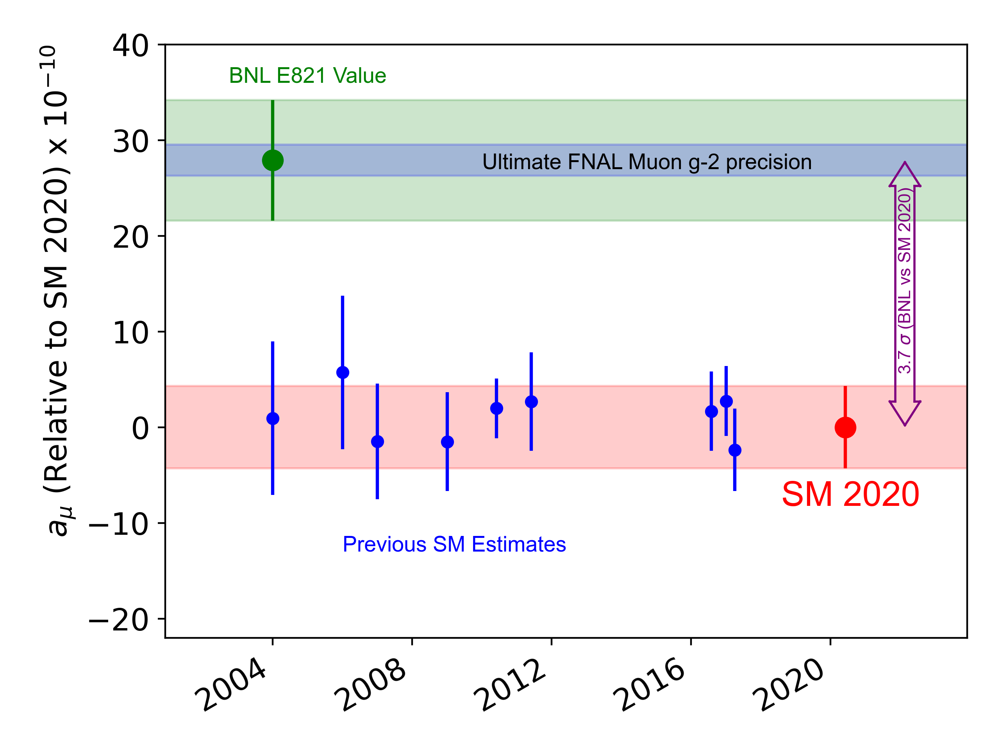 a_μ (Relative to SM 2020) x 10⁻¹⁰
40
30
20
10
0
−10
−20
BNL E821 Value
Ultimate FNAL Muon g-2 precision
3.7 σ (BNL vs SM 2020)
SM 2020
Previous SM Estimates
2004
2008
2012
2016
2020